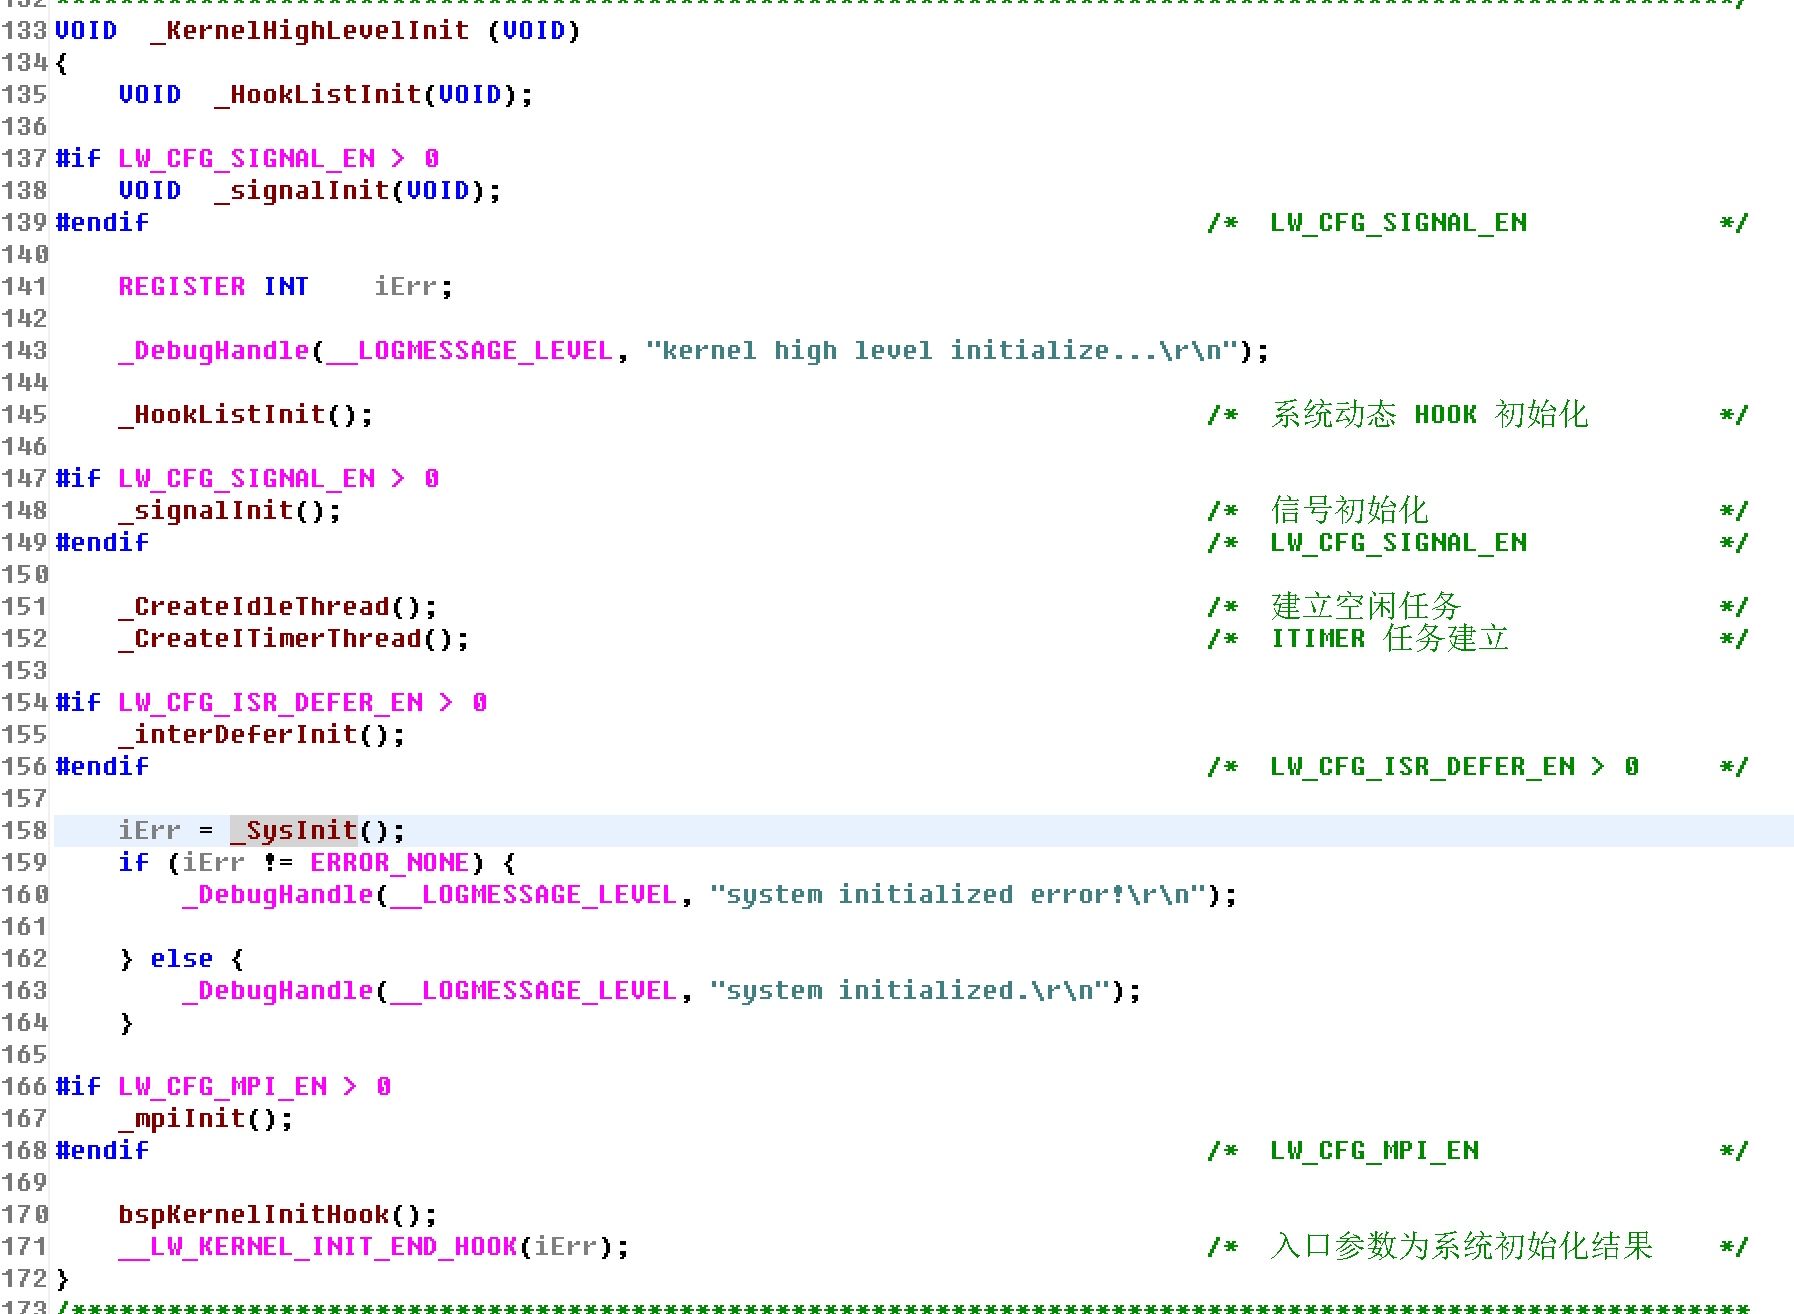 132 ********************************************************************************************************/
133 VOID  _KernelHighLevelInit (VOID)
134 {
135     VOID  _HookListInit(VOID);
136
137 #if LW_CFG_SIGNAL_EN > 0
138     VOID  _signalInit(VOID);
139 #endif                                                                  /*  LW_CFG_SIGNAL_EN            */
140
141     REGISTER INT    iErr;
142
143     _DebugHandle(__LOGMESSAGE_LEVEL, "kernel high level initialize...\r\n");
144
145     _HookListInit();                                                    /*  系统动态 HOOK 初始化        */
146
147 #if LW_CFG_SIGNAL_EN > 0
148     _signalInit();                                                      /*  信号初始化                  */
149 #endif                                                                  /*  LW_CFG_SIGNAL_EN            */
150
151     _CreateIdleThread();                                                /*  建立空闲任务                */
152     _CreateITimerThread();                                              /*  ITIMER 任务建立             */
153
154 #if LW_CFG_ISR_DEFER_EN > 0
155     _interDeferInit();
156 #endif                                                                  /*  LW_CFG_ISR_DEFER_EN > 0     */
157
158     iErr = _SysInit();
159     if (iErr != ERROR_NONE) {
160         _DebugHandle(__LOGMESSAGE_LEVEL, "system initialized error!\r\n");
161
162     } else {
163         _DebugHandle(__LOGMESSAGE_LEVEL, "system initialized.\r\n");
164     }
165
166 #if LW_CFG_MPI_EN > 0
167     _mpiInit();
168 #endif                                                                  /*  LW_CFG_MPI_EN               */
169
170     bspKernelInitHook();
171     __LW_KERNEL_INIT_END_HOOK(iErr);                                    /*  入口参数为系统初始化结果    */
172 }
173 /*********************************************************************************************************